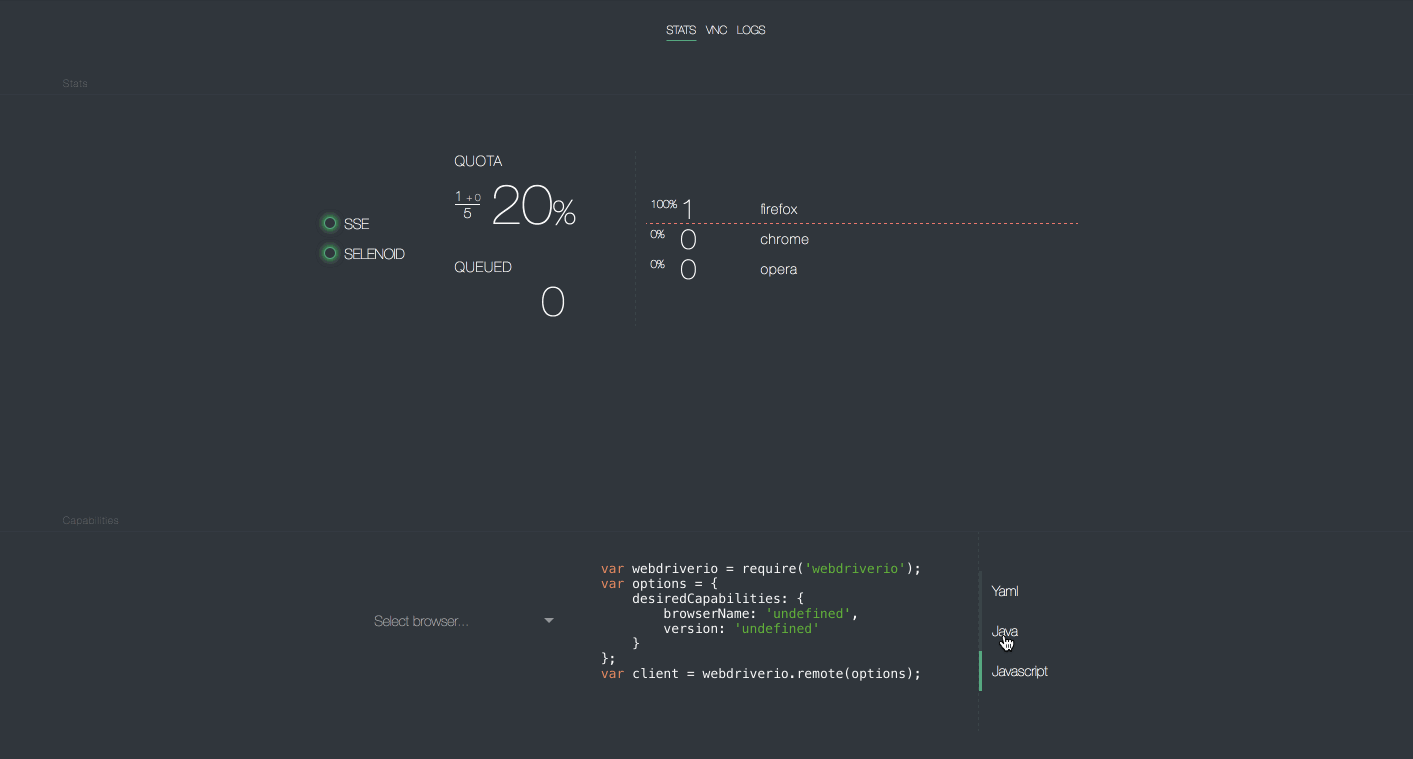 STATS VNC LOGS
Stats
SSE
SELENOID
QUOTA
1 + 0
5
20%
QUEUED
0
100% 1 firefox
0% 0 chrome
0% 0 opera
Capabilities
Select browser...
var webdriverio = require('webdriverio');
var options = {
    desiredCapabilities: {
        browserName: 'undefined',
        version: 'undefined'
    }
};
var client = webdriverio.remote(options);
Yaml
Java
Javascript